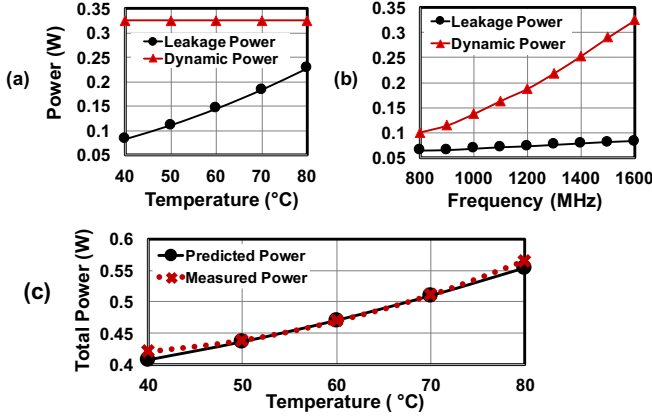 (a)
Power (W)
0.35
0.3
0.25
0.2
0.15
0.1
0.05
Leakage Power
Dynamic Power
40 50 60 70 80
Temperature (°C)
(b)
0.35
0.3
0.25
0.2
0.15
0.1
0.05
Leakage Power
Dynamic Power
800 1000 1200 1400 1600
Frequency (MHz)
(c)
Total Power (W)
0.6
0.55
0.5
0.45
0.4
Predicted Power
Measured Power
40 50 60 70 80
Temperature ( °C)